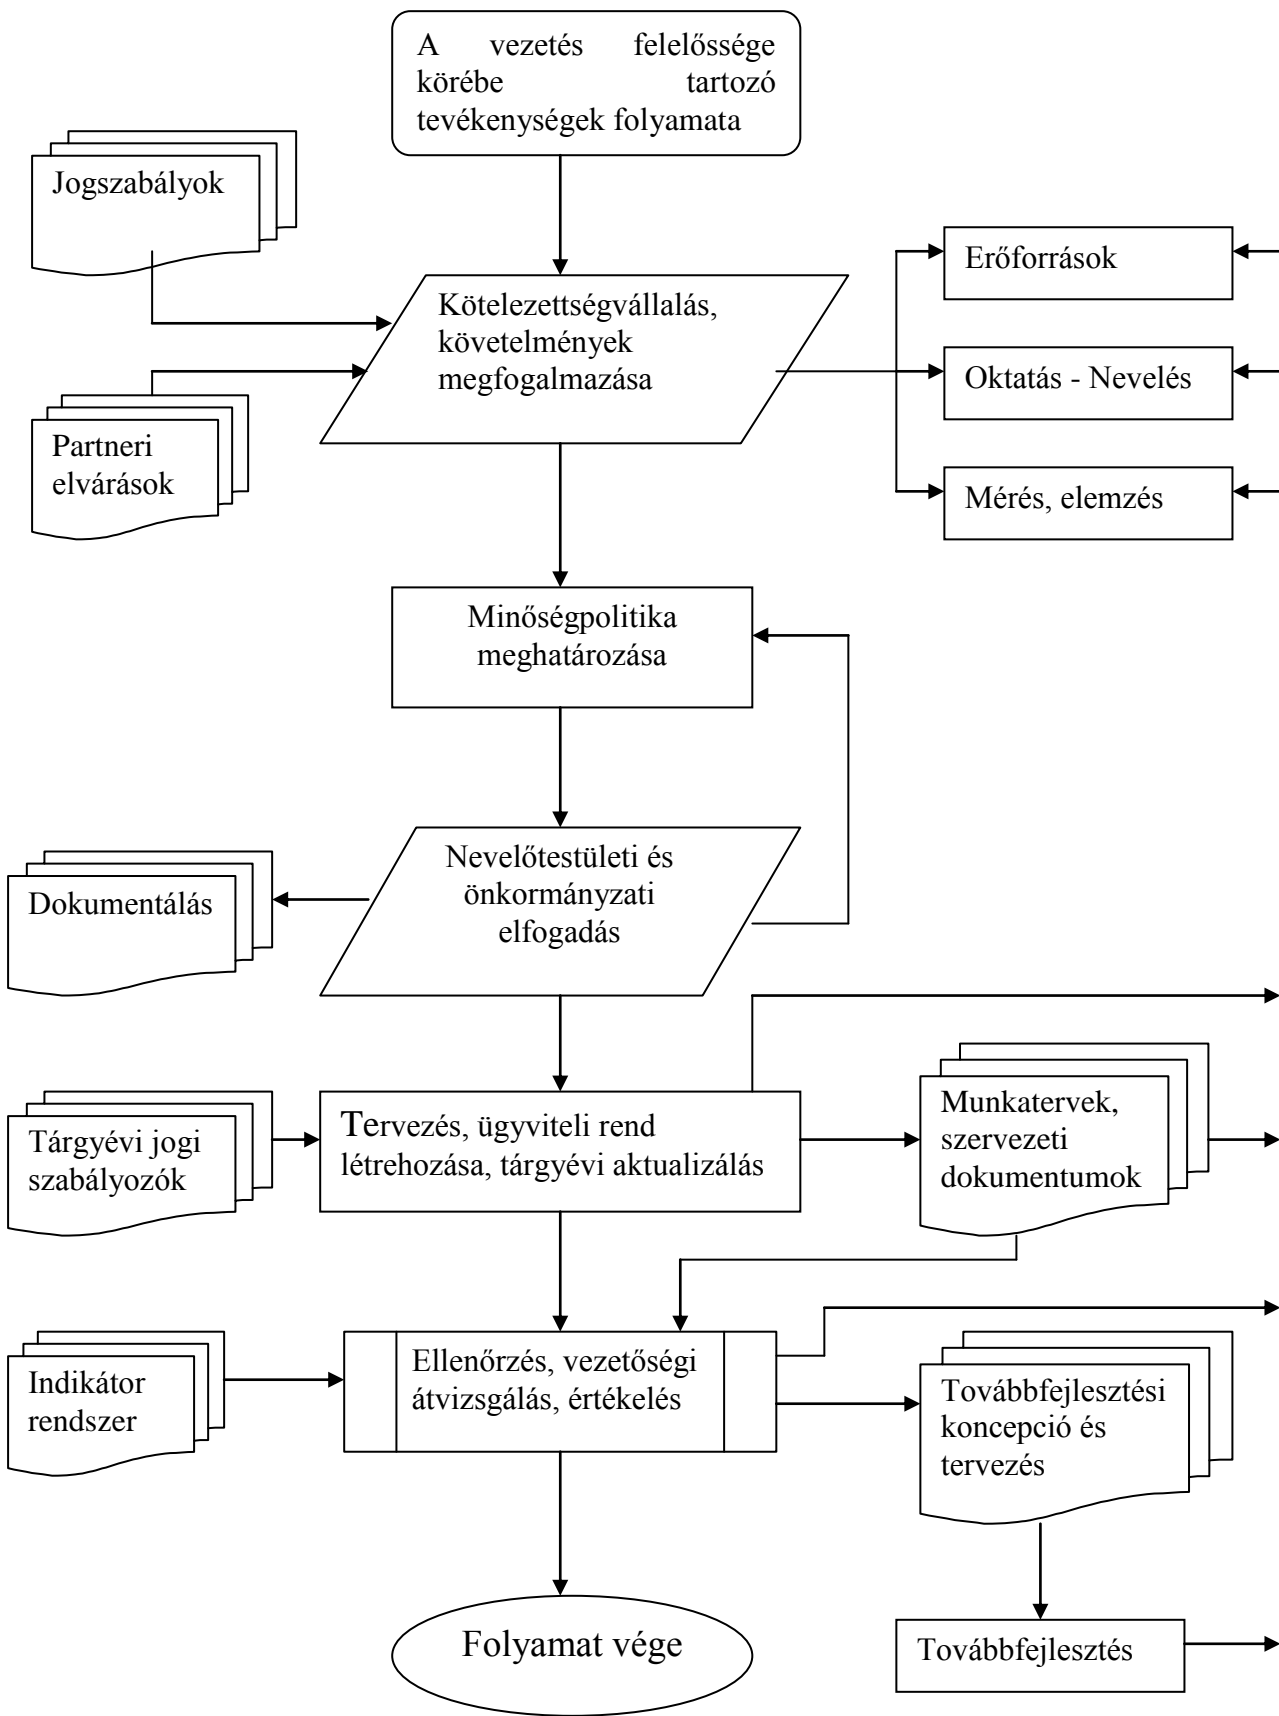 A vezetés felelőssége
körébe tartozó
tevékenységek folyamata
Jogszabályok
Erőforrások
Kötelezettségvállalás,
követelmények
megfogalmazása
Oktatás - Nevelés
Partneri
elvárások
Mérés, elemzés
Minőségpolitika
meghatározása
Nevelőtestületi és
önkormányzati
elfogadás
Dokumentálás
Tárgyévi jogi
szabályozók
Tervezés, ügyviteli rend
létrehozása, tárgyévi aktualizálás
Munkatervek,
szervezeti
dokumentumok
Indikátor
rendszer
Ellenőrzés, vezetőségi
átvizsgálás, értékelés
Továbbfejlesztési
koncepció és
tervezés
Folyamat vége
Továbbfejlesztés